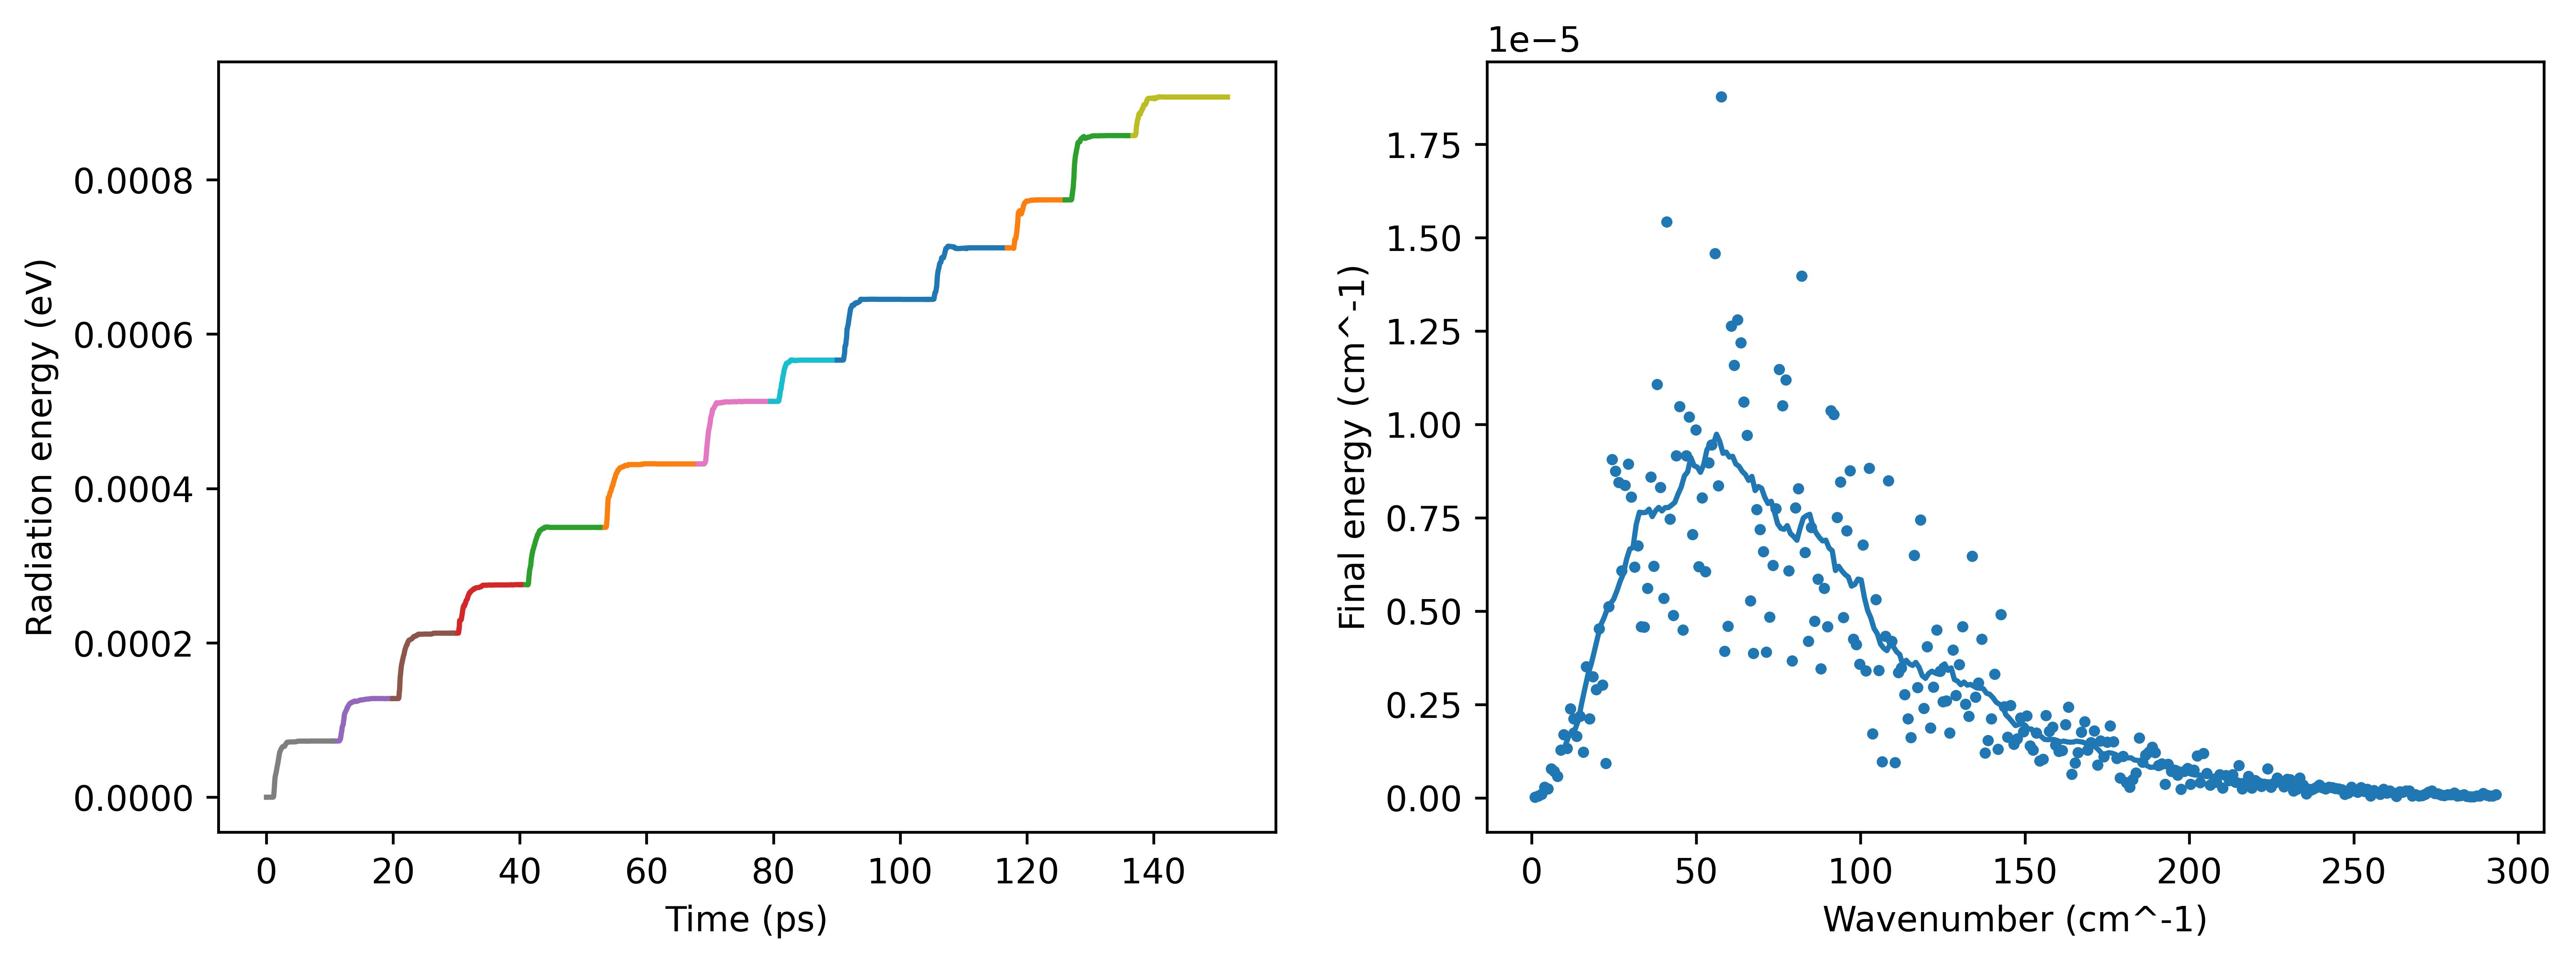 Radiation energy (eV)
0.0008
0.0006
0.0004
0.0002
0.0000
0 20 40 60 80 100 120 140
Time (ps)
1e−5
Final energy (cm^-1)
1.75
1.50
1.25
1.00
0.75
0.50
0.25
0.00
0 50 100 150 200 250 300
Wavenumber (cm^-1)